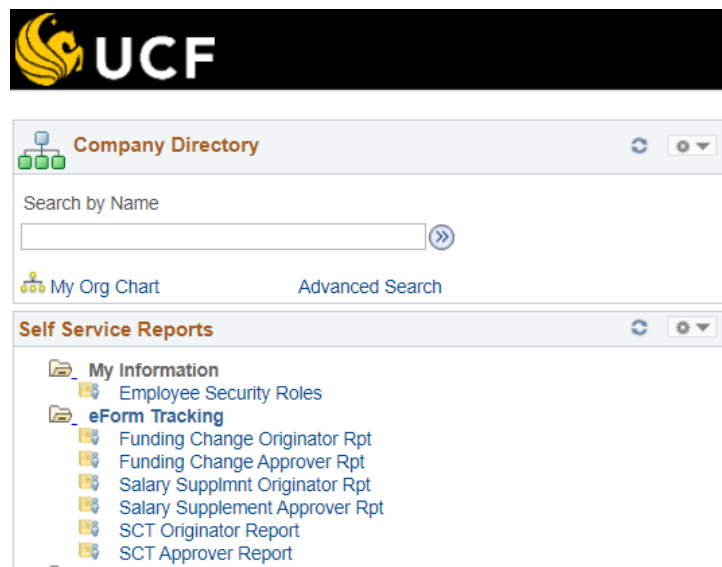 UCF
Company Directory
Search by Name
My Org Chart Advanced Search
Self Service Reports
My Information
Employee Security Roles
eForm Tracking
Funding Change Originator Rpt
Funding Change Approver Rpt
Salary Supplmnt Originator Rpt
Salary Supplement Approver Rpt
SCT Originator Report
SCT Approver Report